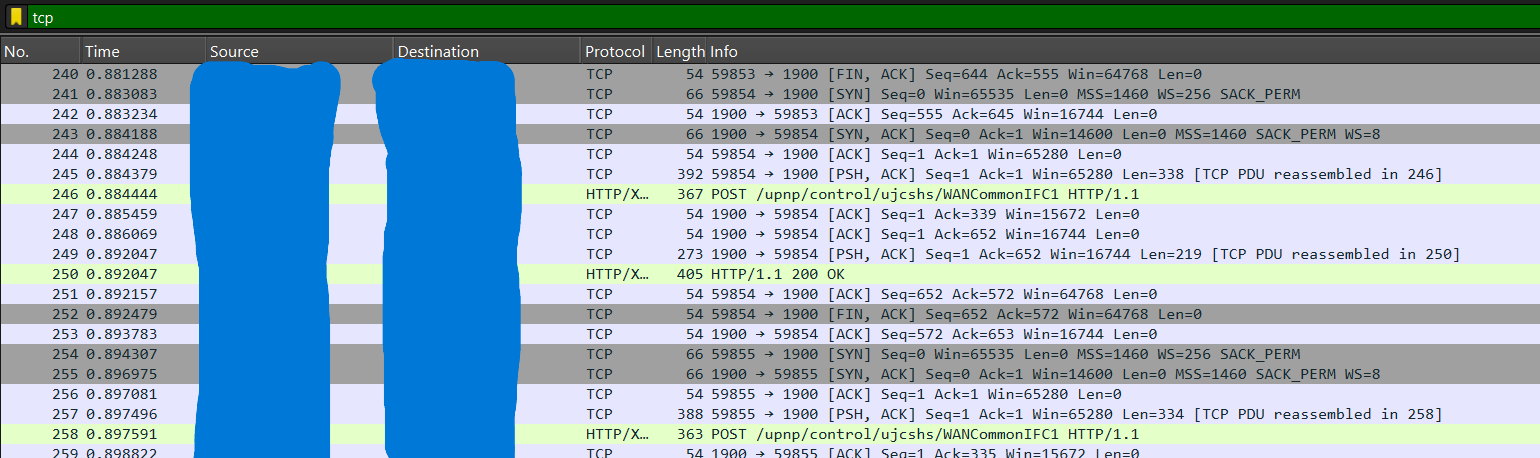 tcp
No. Time Source Destination Protocol Length Info
240 0.881288 TCP 54 59853 → 1900 [FIN, ACK] Seq=644 Ack=555 Win=64768 Len=0
241 0.883083 TCP 66 59854 → 1900 [SYN] Seq=0 Win=65535 Len=0 MSS=1460 WS=256 SACK_PERM
242 0.883234 TCP 54 1900 → 59853 [ACK] Seq=555 Ack=645 Win=16744 Len=0
243 0.884188 TCP 66 1900 → 59854 [SYN, ACK] Seq=0 Ack=1 Win=14600 Len=0 MSS=1460 SACK_PERM WS=8
244 0.884248 TCP 54 59854 → 1900 [ACK] Seq=1 Ack=1 Win=65280 Len=0
245 0.884379 TCP 392 59854 → 1900 [PSH, ACK] Seq=1 Ack=1 Win=65280 Len=338 [TCP PDU reassembled in 246]
246 0.884444 HTTP/X… 367 POST /upnp/control/ujcshs/WANCommonIFC1 HTTP/1.1
247 0.885459 TCP 54 1900 → 59854 [ACK] Seq=1 Ack=339 Win=15672 Len=0
248 0.886069 TCP 54 1900 → 59854 [ACK] Seq=1 Ack=652 Win=16744 Len=0
249 0.892047 TCP 273 1900 → 59854 [PSH, ACK] Seq=1 Ack=652 Win=16744 Len=219 [TCP PDU reassembled in 250]
250 0.892047 HTTP/X… 405 HTTP/1.1 200 OK
251 0.892157 TCP 54 59854 → 1900 [ACK] Seq=652 Ack=572 Win=64768 Len=0
252 0.892479 TCP 54 59854 → 1900 [FIN, ACK] Seq=652 Ack=572 Win=64768 Len=0
253 0.893783 TCP 54 1900 → 59854 [ACK] Seq=572 Ack=653 Win=16744 Len=0
254 0.894307 TCP 66 59855 → 1900 [SYN] Seq=0 Win=65535 Len=0 MSS=1460 WS=256 SACK_PERM
255 0.896975 TCP 66 1900 → 59855 [SYN, ACK] Seq=0 Ack=1 Win=14600 Len=0 MSS=1460 SACK_PERM WS=8
256 0.897081 TCP 54 59855 → 1900 [ACK] Seq=1 Ack=1 Win=65280 Len=0
257 0.897496 TCP 388 59855 → 1900 [PSH, ACK] Seq=1 Ack=1 Win=65280 Len=334 [TCP PDU reassembled in 258]
258 0.897591 HTTP/X… 363 POST /upnp/control/ujcshs/WANCommonIFC1 HTTP/1.1
259 0.898822 TCP 54 1900 → 59855 [ACK] Seq=1 Ack=335 Win=15672 Len=0